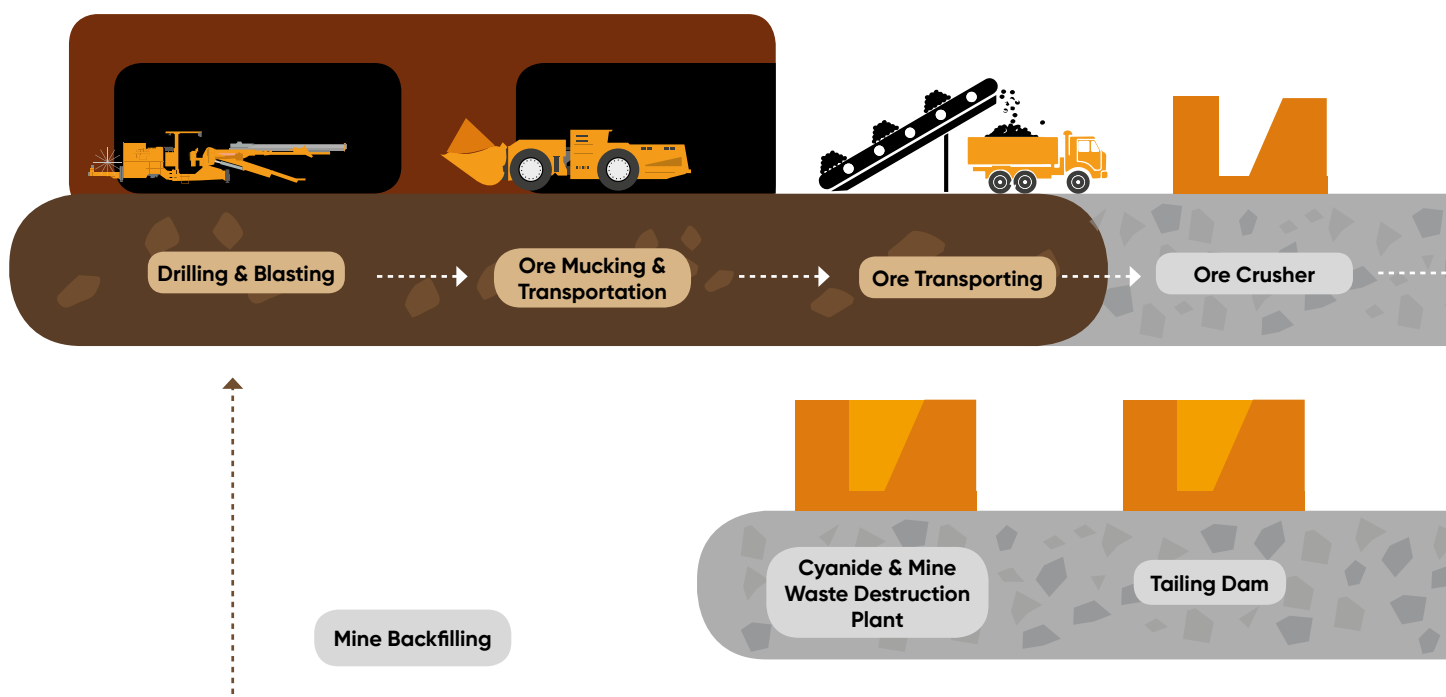 Drilling & Blasting
Ore Mucking &
Transportation
Ore Transporting
Ore Crusher
Cyanide & Mine
Waste Destruction
Plant
Tailing Dam
Mine Backfilling